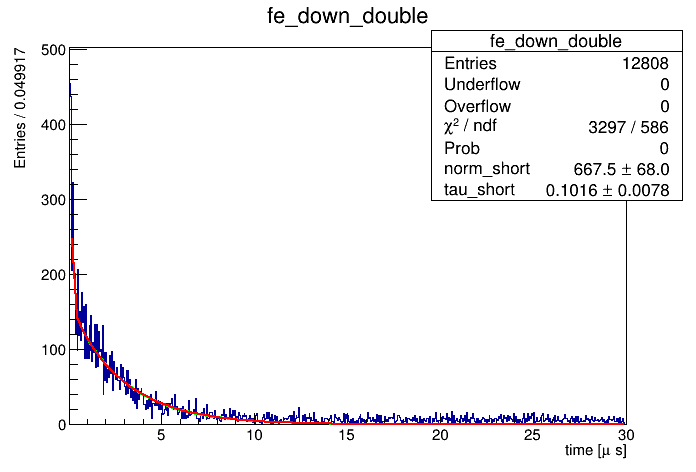 fe_down_double
fe_down_double
Entries 12808
Underflow 0
Overflow 0
χ² / ndf 3297 / 586
Prob 0
norm_short 667.5 ± 68.0
tau_short 0.1016 ± 0.0078
Entries / 0.049917
500
400
300
200
100
0
5 10 15 20 25 30
time [μ s]